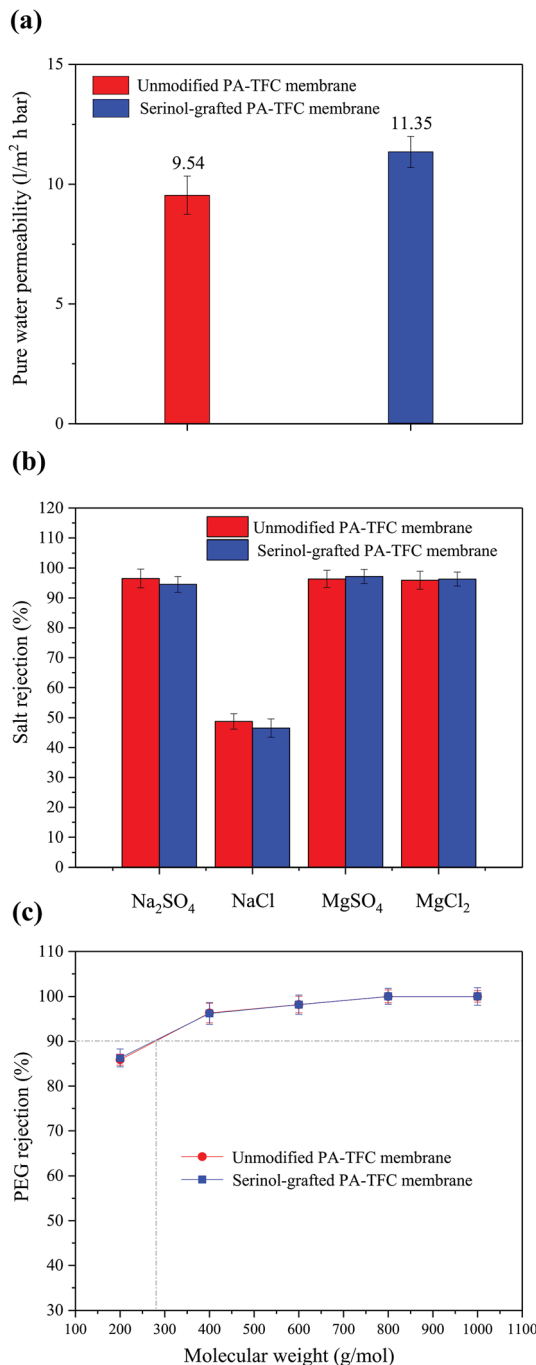 (a)
15
10
5
0
Pure water permeability (l/m² h bar)
Unmodified PA-TFC membrane
Serinol-grafted PA-TFC membrane
9.54
11.35
(b)
120
110
100
90
80
70
60
50
40
30
20
10
0
Salt rejection (%)
Unmodified PA-TFC membrane
Serinol-grafted PA-TFC membrane
Na₂SO₄ NaCl MgSO₄ MgCl₂
(c)
110
100
90
80
70
60
50
40
30
PEG rejection (%)
Unmodified PA-TFC membrane
Serinol-grafted PA-TFC membrane
100 200 300 400 500 600 700 800 900 1000 1100
Molecular weight (g/mol)